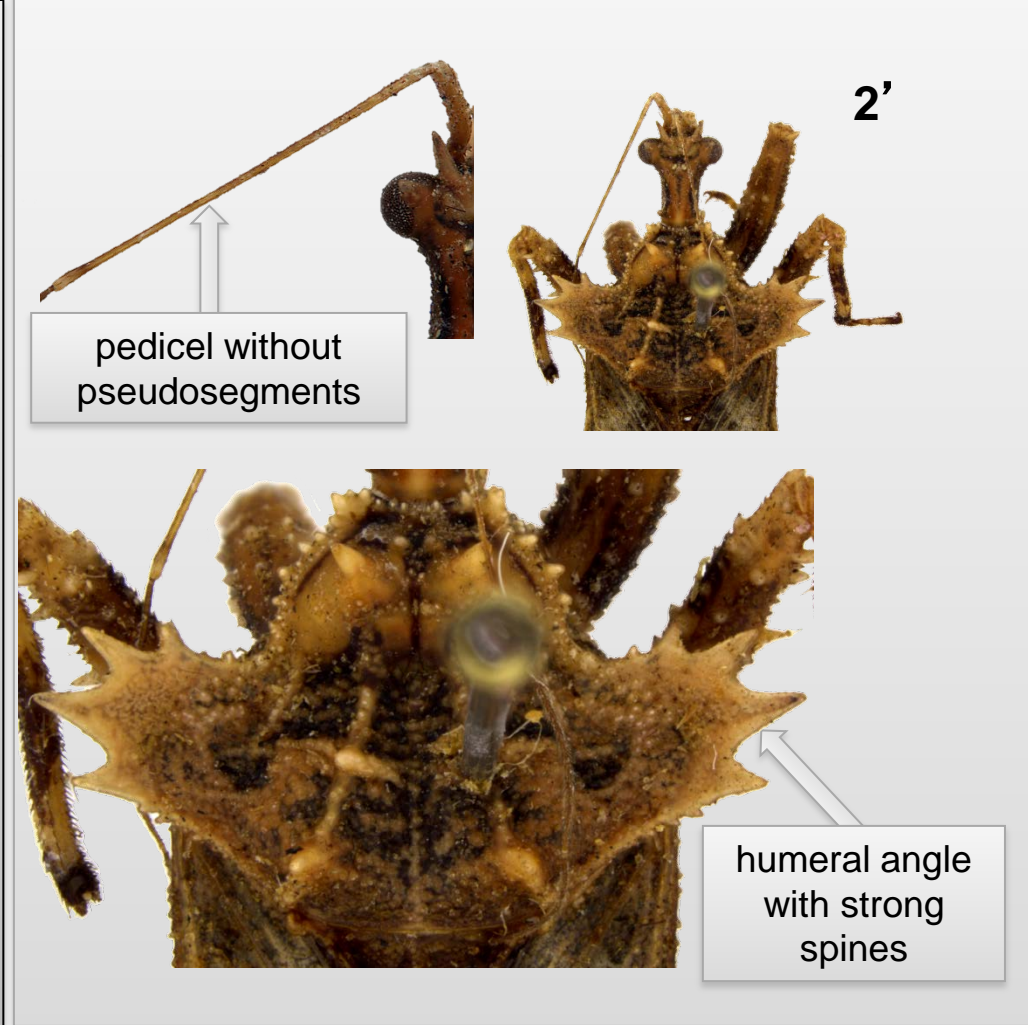 2’
pedicel without
pseudosegments
humeral angle
with strong
spines